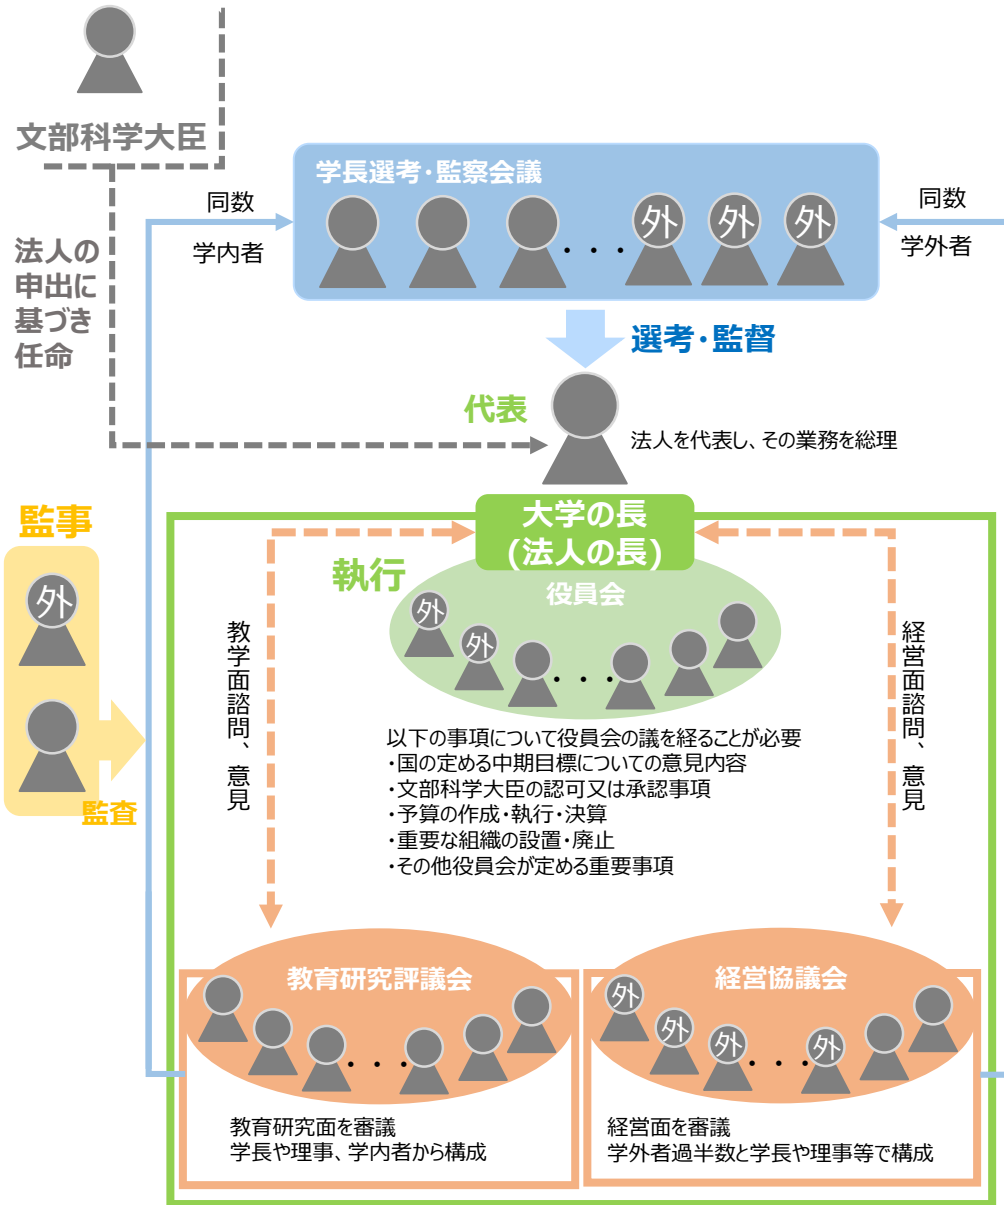 文部科学大臣
学長選考・監察会議
同数
学内者
外
外
外
・・・
同数
学外者
法人の
申出に
基づき
任命
選考・監督
代表
法人を代表し、その業務を総理
監事
外
監査
大学の長
(法人の長)
執行
役員会
外
外
・・・
教学面諮問、意見
経営面諮問、意見
以下の事項について役員会の議を経ることが必要
・国の定める中期目標についての意見内容
・文部科学大臣の認可又は承認事項
・予算の作成・執行・決算
・重要な組織の設置・廃止
・その他役員会が定める重要事項
教育研究評議会
・・・
教育研究面を審議
学長や理事、学内者から構成
経営協議会
外
外
外
外
・・・
経営面を審議
学外者過半数と学長や理事等で構成